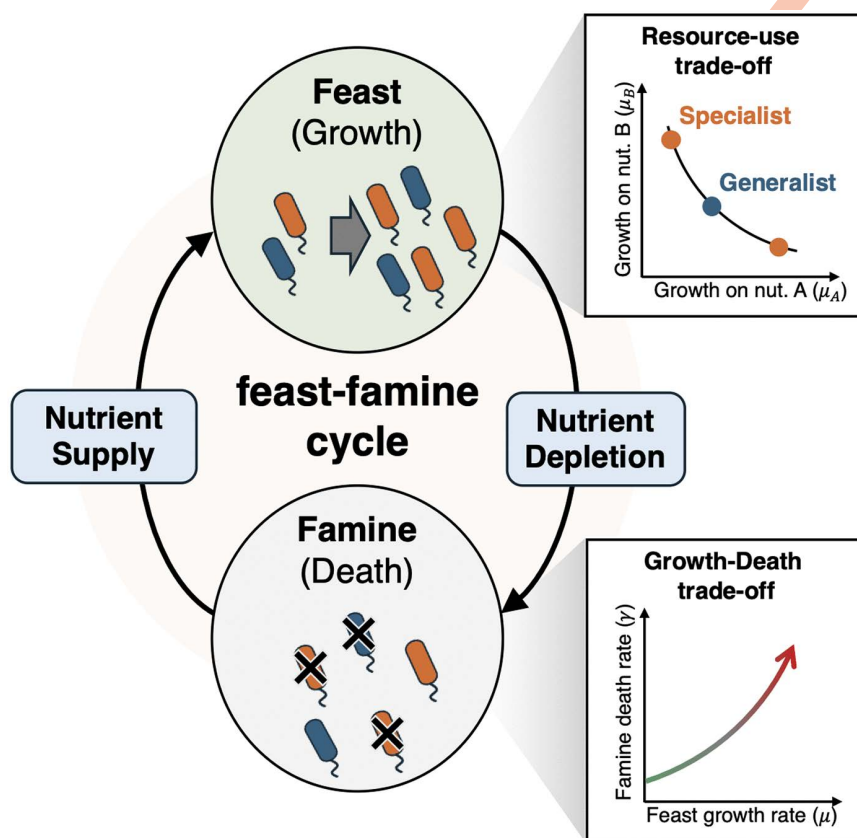 Feast
(Growth)
Resource-use
trade-off
Growth on nut. B (μB)
Specialist
Generalist
Growth on nut. A (μA)
Nutrient
Supply
feast-famine
cycle
Nutrient
Depletion
Famine
(Death)
Growth-Death
trade-off
Famine death rate (γ)
Feast growth rate (μ)